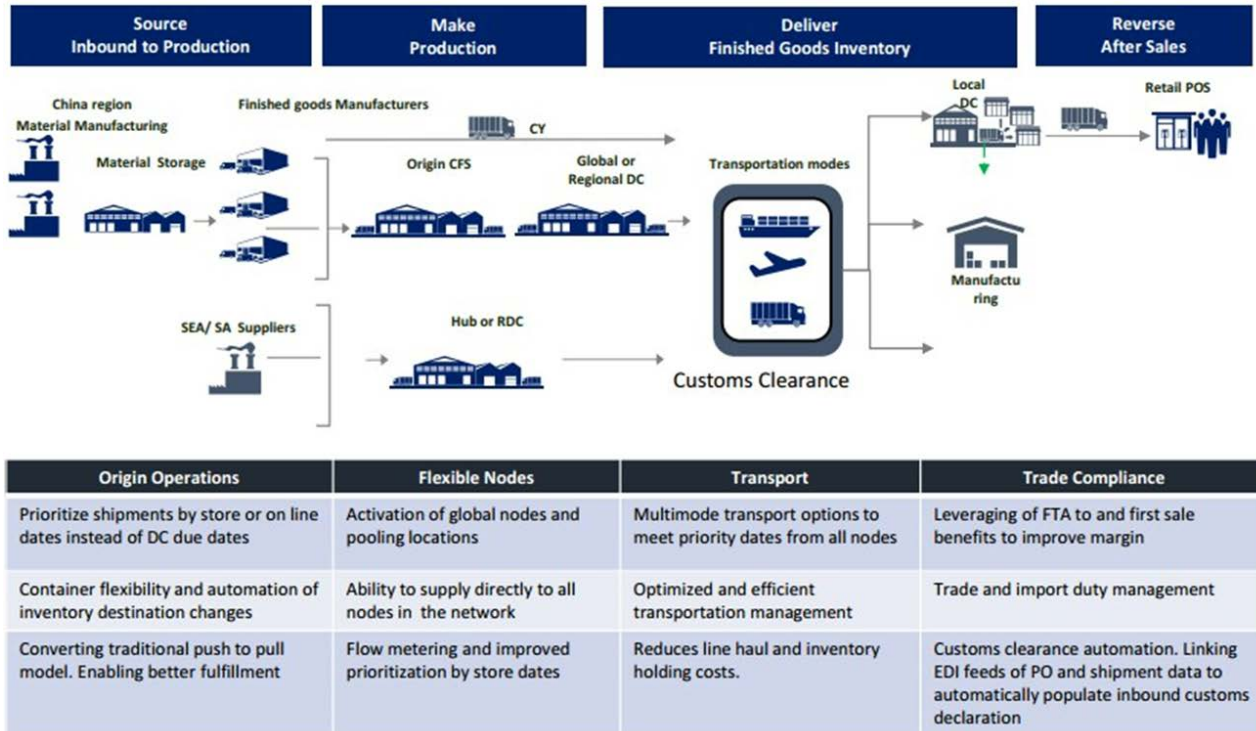 Source
Inbound to Production
Make
Production
Deliver
Finished Goods Inventory
Reverse
After Sales
China region
Material Manufacturing
Material Storage
Finished goods Manufacturers
CY
Origin CFS
Global or
Regional DC
Transportation modes
Local
DC
Retail POS
Manufactu
ring
SEA/ SA Suppliers
Hub or RDC
Customs Clearance
Origin Operations
Flexible Nodes
Transport
Trade Compliance
Prioritize shipments by store or on line
dates instead of DC due dates
Activation of global nodes and
pooling locations
Multimode transport options to
meet priority dates from all nodes
Leveraging of FTA to and first sale
benefits to improve margin
Container flexibility and automation of
inventory destination changes
Ability to supply directly to all
nodes in the network
Optimized and efficient
transportation management
Trade and import duty management
Converting traditional push to pull
model. Enabling better fulfillment
Flow metering and improved
prioritization by store dates
Reduces line haul and inventory
holding costs.
Customs clearance automation. Linking
EDI feeds of PO and shipment data to
automatically populate inbound customs
declaration